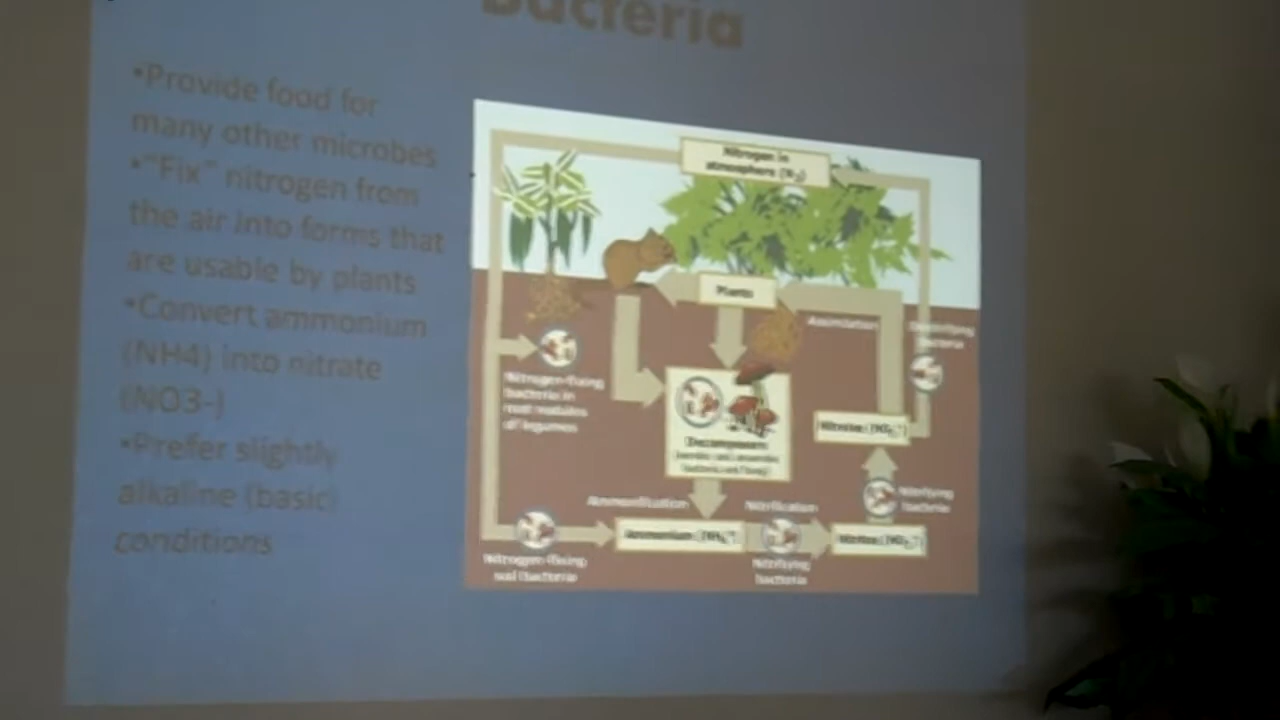 Bacteria
•Provide food for
many other microbes
•"Fix" nitrogen from
the air into forms that
are usable by plants
•Convert ammonium
(NH4) into nitrate
(NO3-)
•Prefer slightly
alkaline (basic)
conditions
Nitrogen in
atmosphere (N2)
Plants
Assimilation
Denitrifying
bacteria
Nitrogen-fixing
bacteria in
root nodules
of legumes
Decomposers
(aerobic and anaerobic
bacteria and fungi)
Nitrates (NO3-)
Ammonification
Nitrification
Nitrifying
bacteria
Ammonium (NH4+)
Nitrites (NO2-)
Nitrogen-fixing
soil bacteria
Nitrifying
bacteria